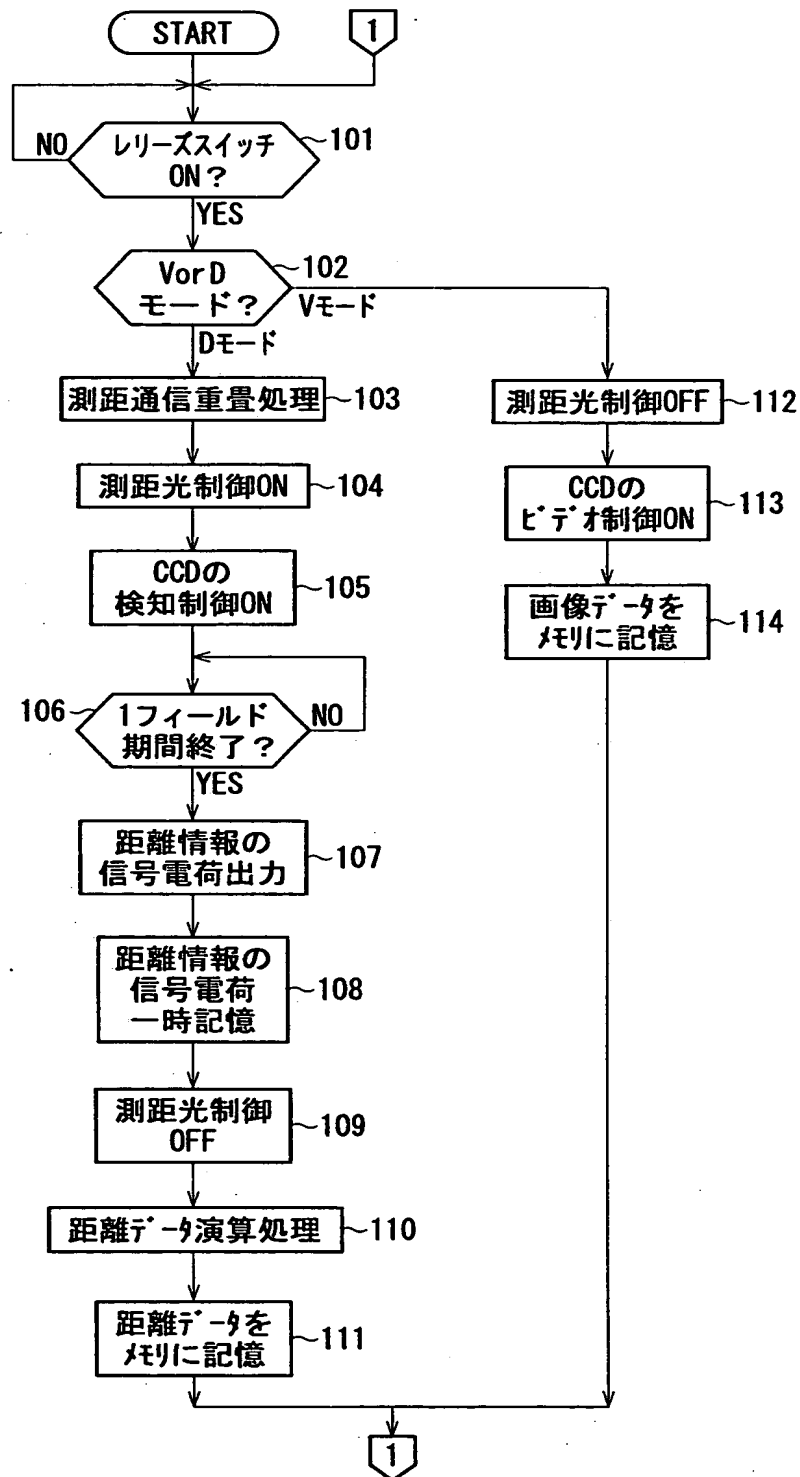 START
1
レリーズスイッチ
ON?
101
NO
YES
VorD
モード?
102
Vモード
Dモード
測距通信重畳処理
103
測距光制御ON
104
CCDの
検知制御ON
105
106
1フィールド
期間終了?
NO
YES
距離情報の
信号電荷出力
107
距離情報の
信号電荷
一時記憶
108
測距光制御
OFF
109
距離データ演算処理
110
距離データを
メモリに記憶
111
測距光制御OFF
112
CCDの
ビデオ制御ON
113
画像データを
メモリに記憶
114
1